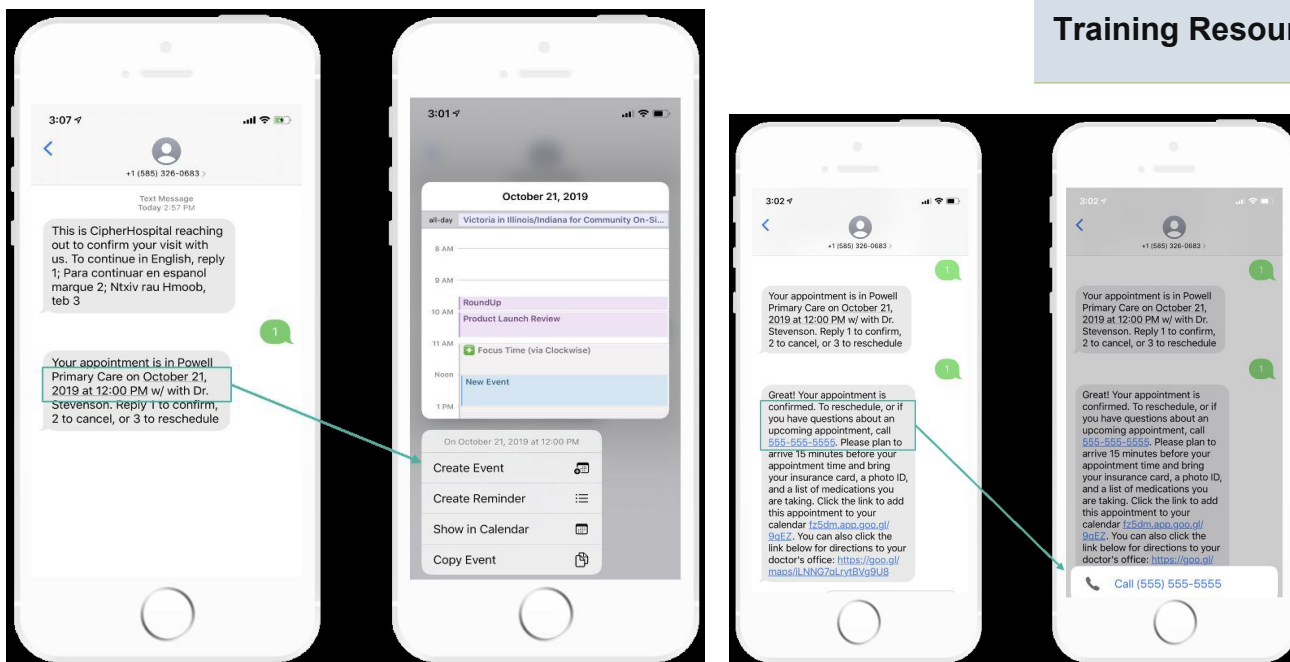 Training Resour
3:07
+1 (585) 326-0683
Text Message
Today 2:57 PM
This is CipherHospital reaching
out to confirm your visit with
us. To continue in English, reply
1; Para continuar en espanol
marque 2; Ntxiv rau Hmoob,
teb 3
1
Your appointment is in Powell
Primary Care on October 21,
2019 at 12:00 PM w/ with Dr.
Stevenson. Reply 1 to confirm,
2 to cancel, or 3 to reschedule
3:01
October 21, 2019
all-day Victoria in Illinois/Indiana for Community On-Si...
8 AM
9 AM
RoundUp
10 AM
Product Launch Review
11 AM
Focus Time (via Clockwise)
Noon
New Event
1 PM
On October 21, 2019 at 12:00 PM
Create Event
Create Reminder
Show in Calendar
Copy Event
3:02
+1 (585) 326-0683
1
Your appointment is in Powell
Primary Care on October 21,
2019 at 12:00 PM w/ with Dr.
Stevenson. Reply 1 to confirm,
2 to cancel, or 3 to reschedule
1
Great! Your appointment is
confirmed. To reschedule, or if
you have questions about an
upcoming appointment, call
555-555-5555. Please plan to
arrive 15 minutes before your
appointment time and bring
your insurance card, a photo ID,
and a list of medications you
are taking. Click the link to add
this appointment to your
calendar fz5dm.app.goo.gl/
9qEZ. You can also click the
link below for directions to your
doctor's office: https://goo.gl/
maps/iLNNG7qLrytBVg9U8
3:02
+1 (585) 326-0683
1
Your appointment is in Powell
Primary Care on October 21,
2019 at 12:00 PM w/ with Dr.
Stevenson. Reply 1 to confirm,
2 to cancel, or 3 to reschedule
1
Great! Your appointment is
confirmed. To reschedule, or if
you have questions about an
upcoming appointment, call
555-555-5555. Please plan to
arrive 15 minutes before your
appointment time and bring
your insurance card, a photo ID,
and a list of medications you
are taking. Click the link to add
this appointment to your
calendar fz5dm.app.goo.gl/
9qEZ. You can also click the
link below for directions to your
doctor's office: https://goo.gl/
Call (555) 555-5555